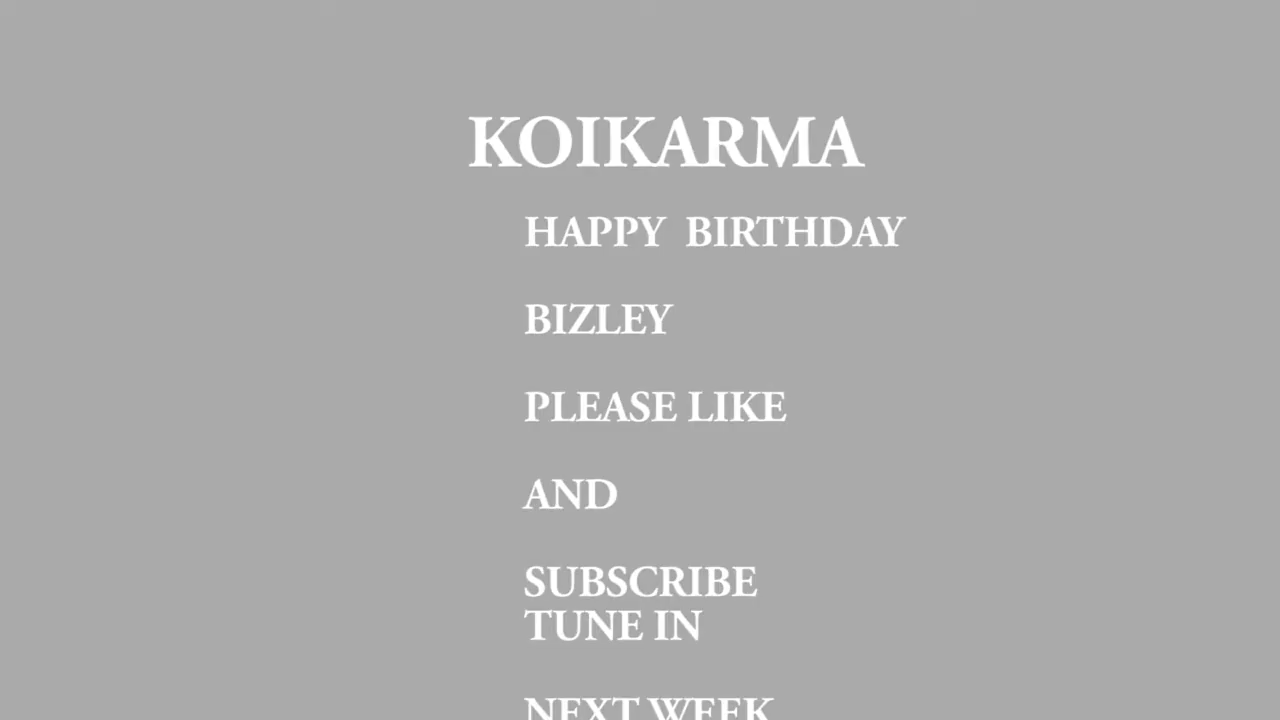 KOIKARMA
HAPPY BIRTHDAY
BIZLEY
PLEASE LIKE
AND
SUBSCRIBE
TUNE IN
NEXT WEEK